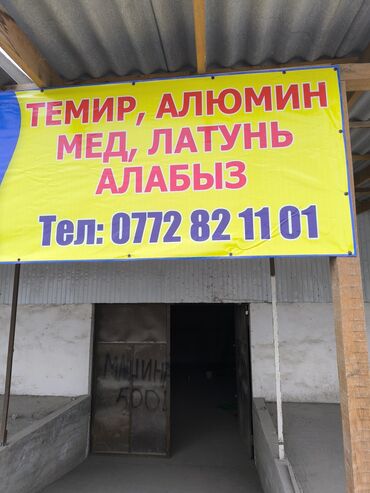 ТЕМИР, АЛЮМИН
МЕД, ЛАТУНЬ
АЛАБЫЗ
Тел: 0772 82 11 01